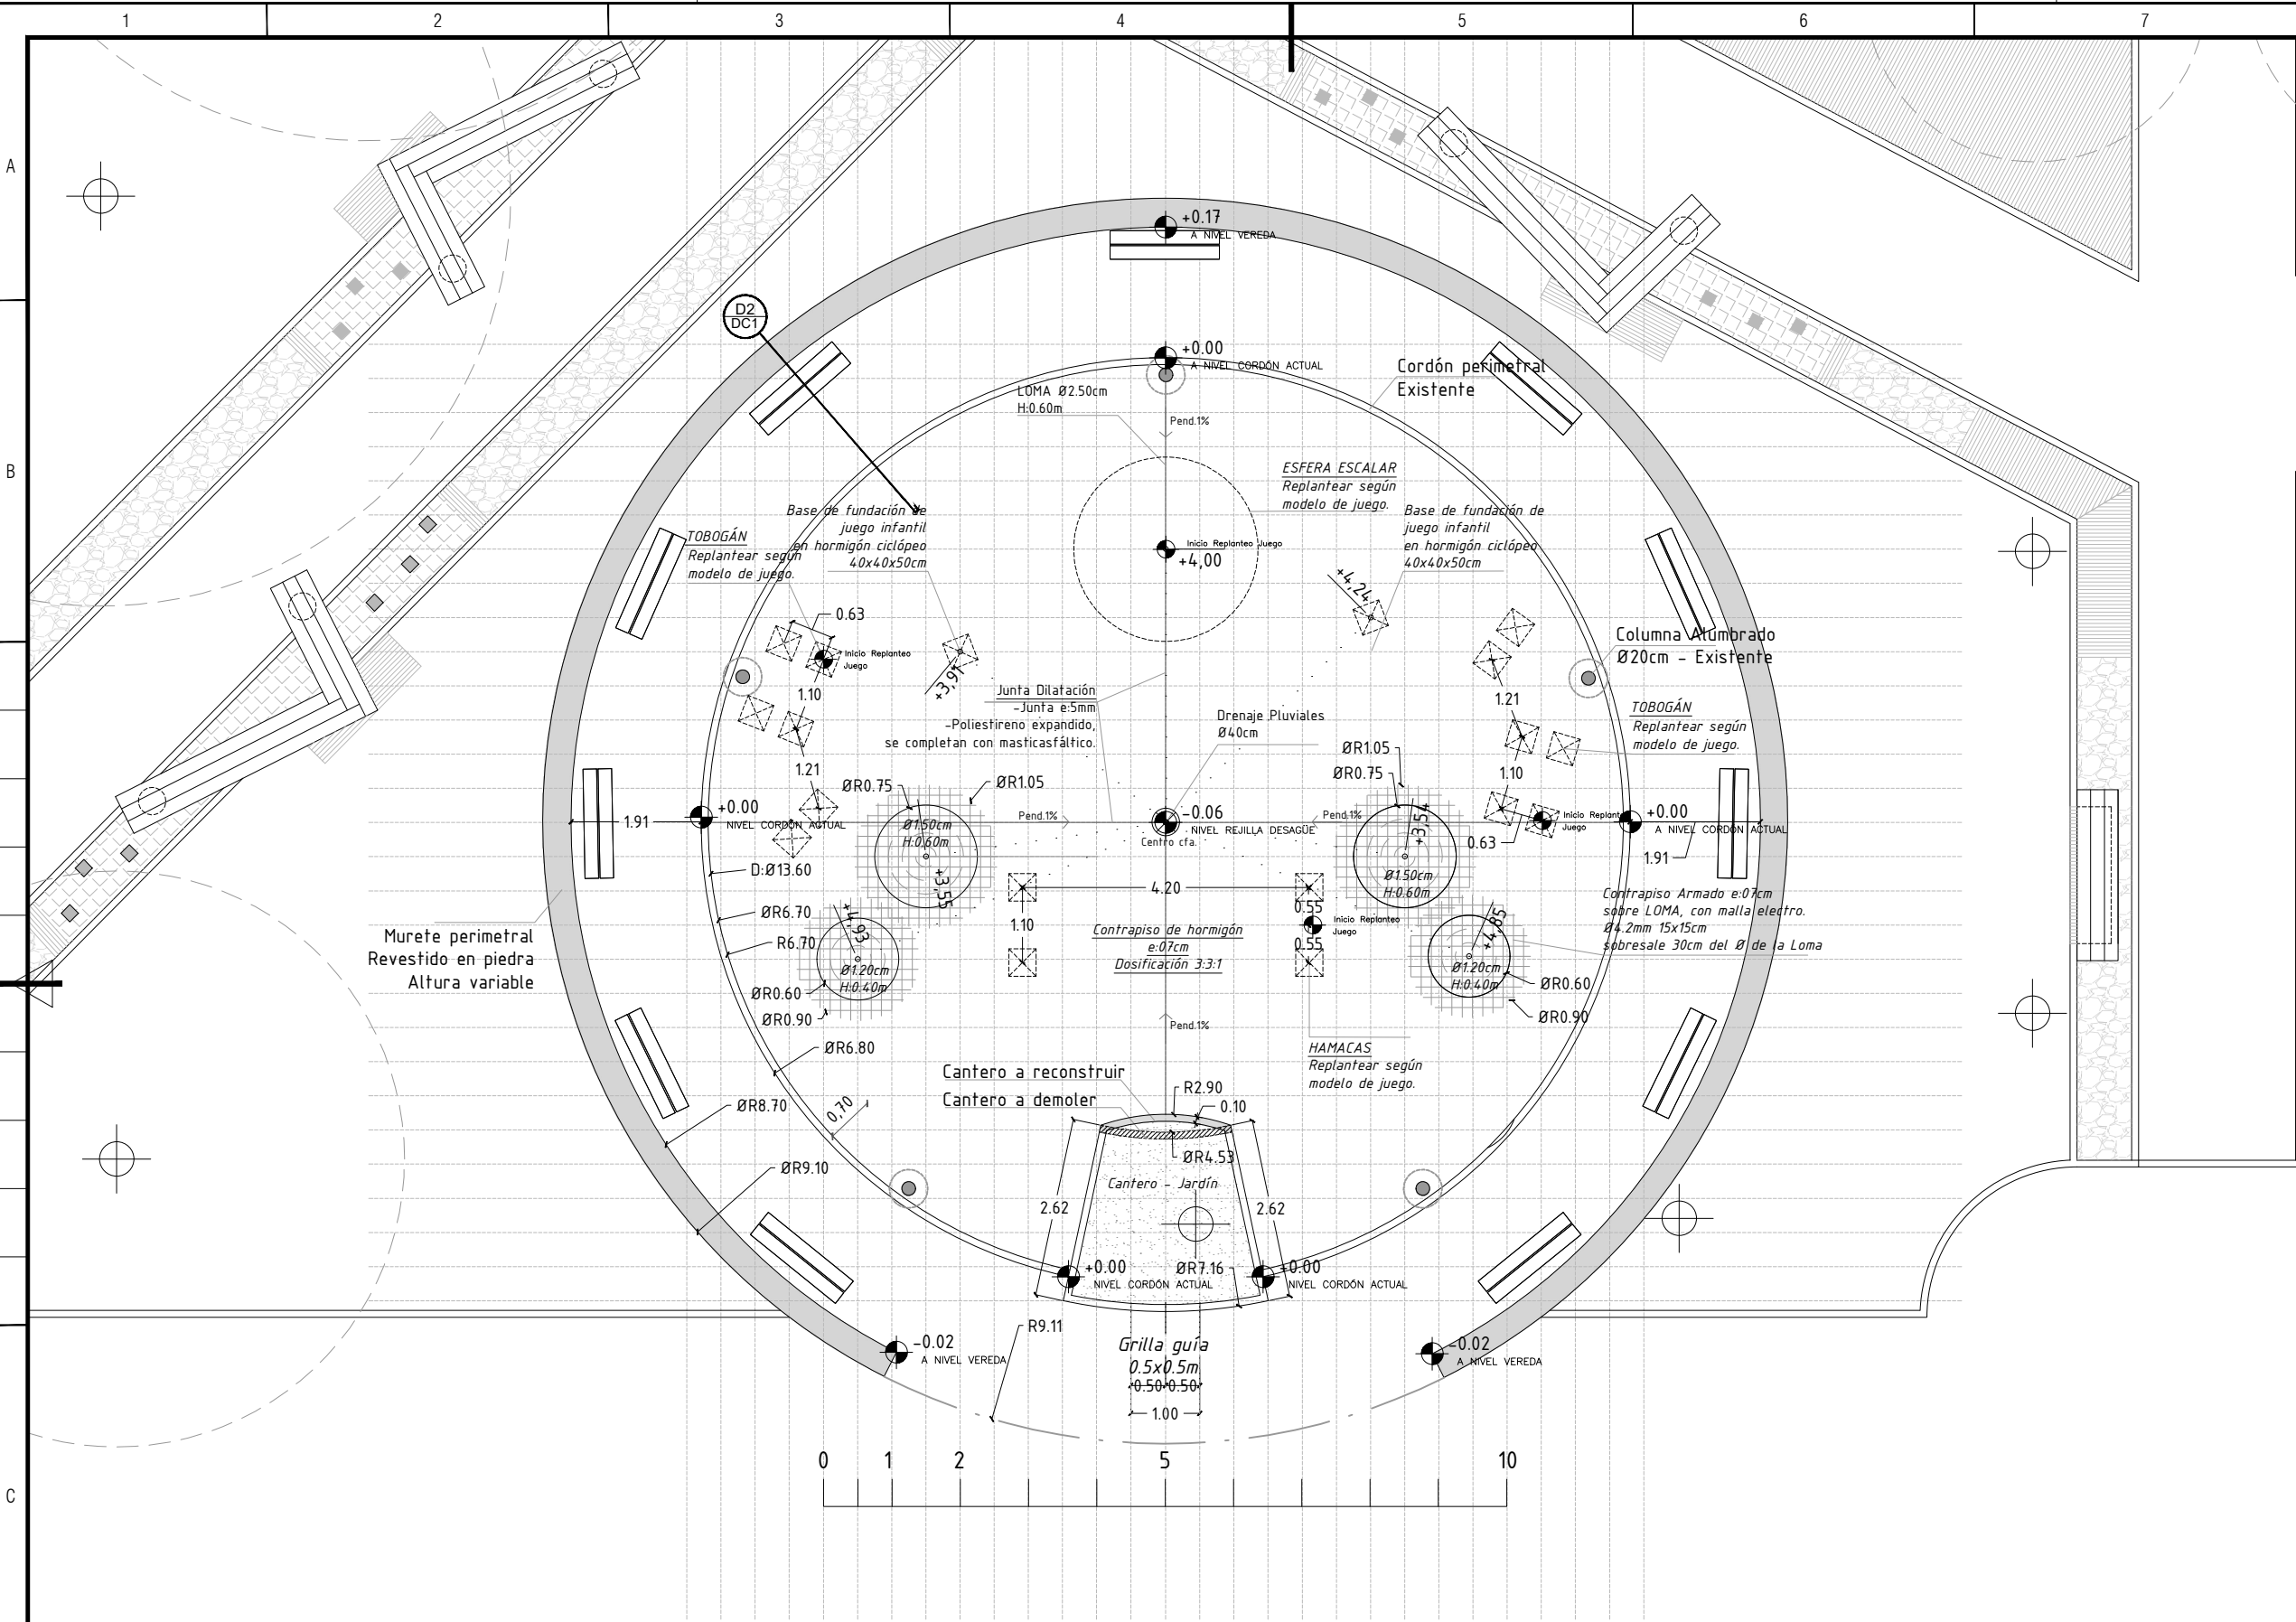 1
2
3
4
5
6
7
A
B
C
+0.17
A NIVEL VEREDA
D2
DC1
+0.00
A NIVEL CORDÓN ACTUAL
Cordón perimetral
Existente
LOMA Ø2.50cm
H:0.60m
Pend.1%
ESFERA ESCALAR
Replantear según
modelo de juego.
Base de fundación de
juego infantil
en hormigón ciclópeo
40x40x50cm
Base de fundación de
juego infantil
en hormigón ciclópeo
40x40x50cm
TOBOGÁN
Replantear según
modelo de juego.
Inicio Replanteo Juego
+4,00
+4,24
0.63
Inicio Replanteo
Juego
+3,91
1.10
1.21
Columna Alumbrado
Ø20cm - Existente
Junta Dilatación
-Junta e:5mm
-Poliestireno expandido,
se completan con masticasfáltico.
Drenaje Pluviales
Ø40cm
1.21
TOBOGÁN
Replantear según
modelo de juego.
1.10
ØR1.05
ØR0.75
ØR0.75
ØR1.05
+0.00
NIVEL CORDÓN ACTUAL
1.91
Ø1.50cm
H:0.60m
+3,55
Pend.1%
-0.06
NIVEL REJILLA DESAGÜE
Centro cfa.
Pend.1%
+3,54
Ø1.50cm
H:0.60m
Inicio Replanteo
Juego
0.63
+0.00
A NIVEL CORDÓN ACTUAL
1.91
D:Ø13.60
ØR6.70
R6.70
+4,93
Ø1.20cm
H:0.40m
ØR0.60
ØR0.90
ØR6.80
4.20
1.10
0.55
Inicio Replanteo
Juego
0.55
Contrapiso de hormigón
e:07cm
Dosificación 3:3:1
+4,85
Ø1.20cm
H:0.40m
ØR0.60
ØR0.90
Contrapiso Armado e:07cm
sobre LOMA, con malla electro.
Ø4.2mm 15x15cm
sobresale 30cm del Ø de la Loma
Murete perimetral
Revestido en piedra
Altura variable
Pend.1%
HAMACAS
Replantear según
modelo de juego.
Cantero a reconstruir
Cantero a demoler
R2.90
0.10
0,70
ØR8.70
ØR9.10
ØR4.53
Cantero - Jardín
2.62
2.62
ØR7.16
+0.00
NIVEL CORDÓN ACTUAL
+0.00
NIVEL CORDÓN ACTUAL
R9.11
-0.02
A NIVEL VEREDA
-0.02
A NIVEL VEREDA
Grilla guía
0.5x0.5m
0.50 0.50
1.00
0 1 2 5 10